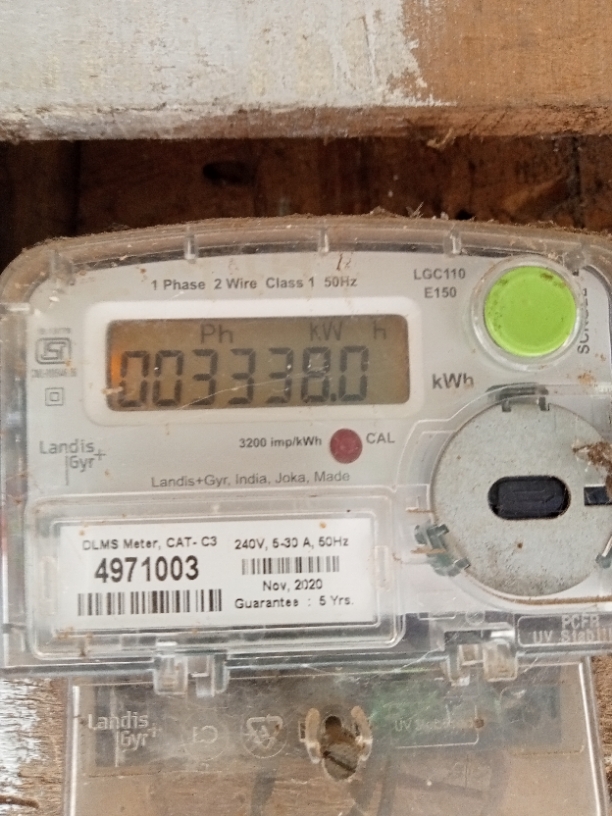 1 Phase 2 Wire Class 1 50Hz
LGC110
E150
Ph kW h
003338.0
kWh
SCROLL
3200 imp/kWh
CAL
Landis
Gyr+
Landis+Gyr, India, Joka, Made
DLMS Meter, CAT- C3
4971003
240V, 5-30 A, 50Hz
Nov, 2020
Guarantee : 5 Yrs.
Landis
Gyr+